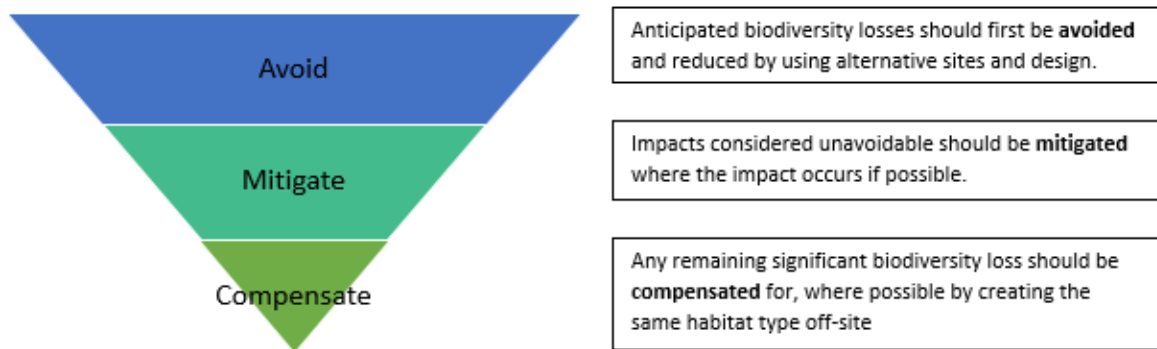 Avoid
Anticipated biodiversity losses should first be avoided
and reduced by using alternative sites and design.
Mitigate
Impacts considered unavoidable should be mitigated
where the impact occurs if possible.
Compensate
Any remaining significant biodiversity loss should be
compensated for, where possible by creating the
same habitat type off-site